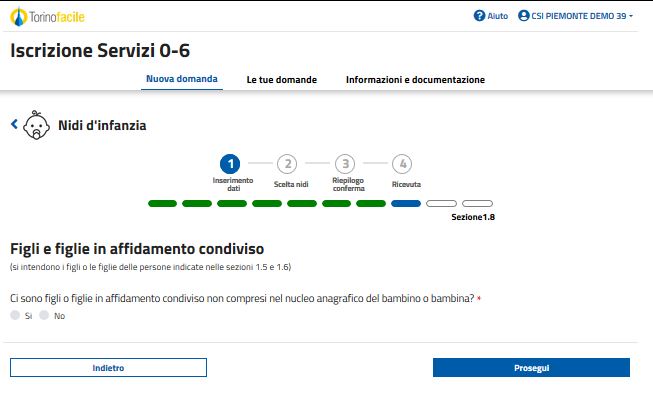 Torinofacile
Aiuto
CSI PIEMONTE DEMO 39
Iscrizione Servizi 0-6
Nuova domanda
Le tue domande
Informazioni e documentazione
Nidi d'infanzia
1
2
3
4
Inserimento
dati
Scelta nidi
Riepilogo
conferma
Ricevuta
Sezione1.8
Figli e figlie in affidamento condiviso
(si intendono i figli o le figlie delle persone indicate nelle sezioni 1.5 e 1.6)
Ci sono figli o figlie in affidamento condiviso non compresi nel nucleo anagrafico del bambino o bambina? *
Si No
Indietro
Prosegui